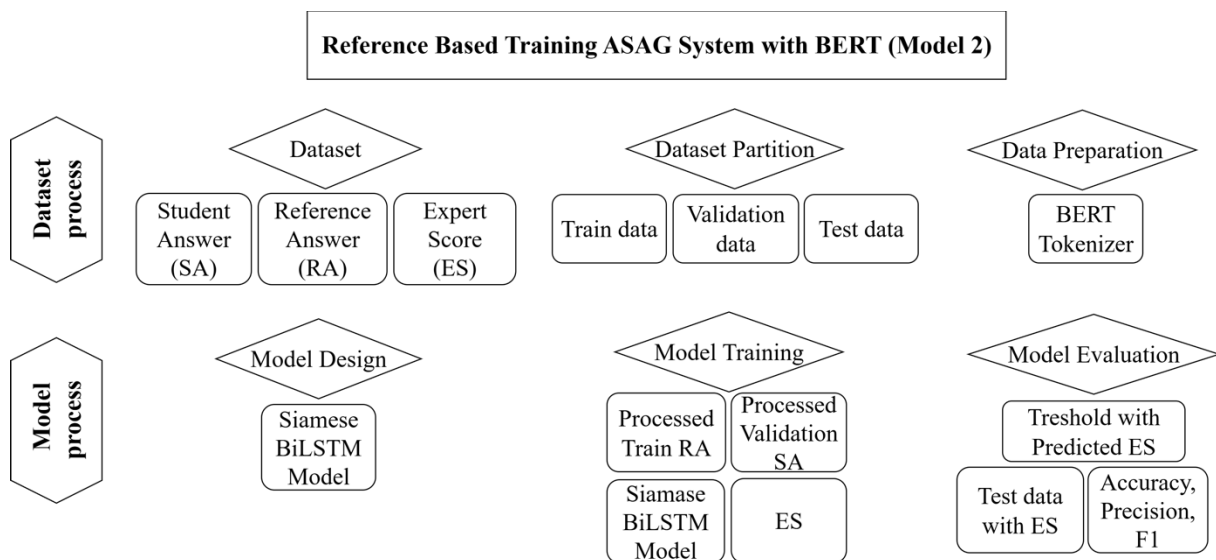 Reference Based Training ASAG System with BERT (Model 2)
Dataset
process
Dataset
Student
Answer
(SA)
Reference
Answer
(RA)
Expert
Score
(ES)
Dataset Partition
Train data
Validation
data
Test data
Data Preparation
BERT
Tokenizer
Model
process
Model Design
Siamese
BiLSTM
Model
Model Training
Processed
Train RA
Processed
Validation
SA
Siamase
BiLSTM
Model
ES
Model Evaluation
Treshold with
Predicted ES
Test data
with ES
Accuracy,
Precision,
F1